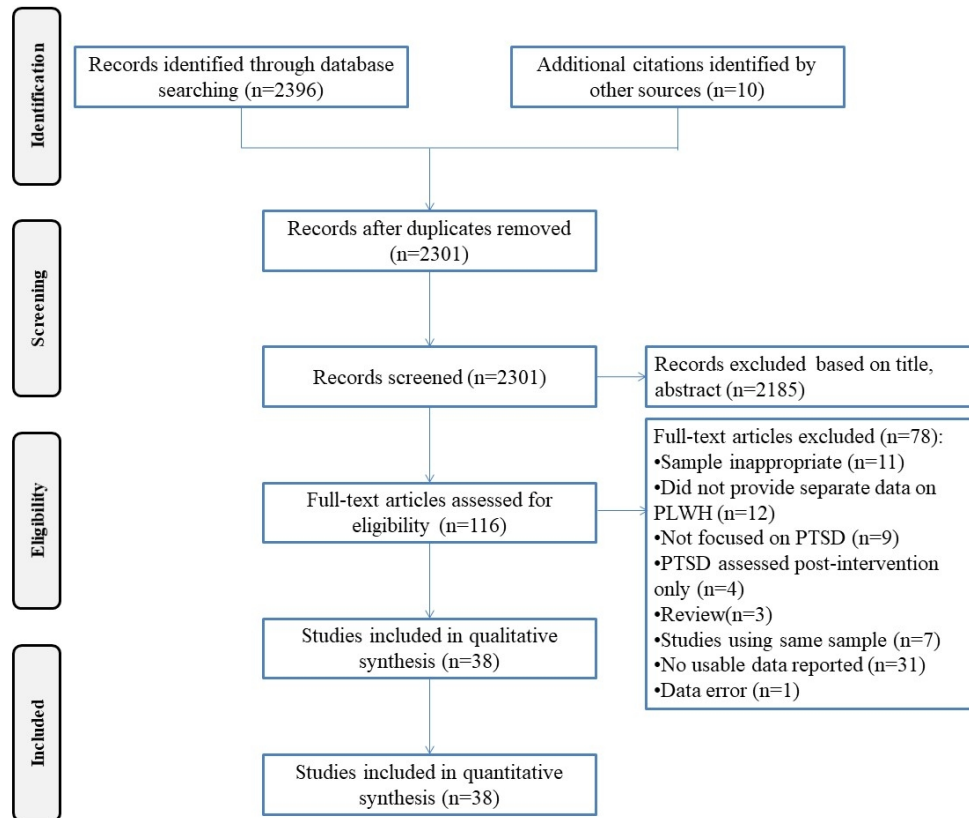 Identification
Records identified through database
searching (n=2396)
Additional citations identified by
other sources (n=10)
Screening
Records after duplicates removed
(n=2301)
Records screened (n=2301)
Records excluded based on title,
abstract (n=2185)
Eligibility
Full-text articles assessed for
eligibility (n=116)
Full-text articles excluded (n=78):
•Sample inappropriate (n=11)
•Did not provide separate data on
PLWH (n=12)
•Not focused on PTSD (n=9)
•PTSD assessed post-intervention
only (n=4)
•Review(n=3)
•Studies using same sample (n=7)
•No usable data reported (n=31)
•Data error (n=1)
Studies included in qualitative
synthesis (n=38)
Included
Studies included in quantitative
synthesis (n=38)